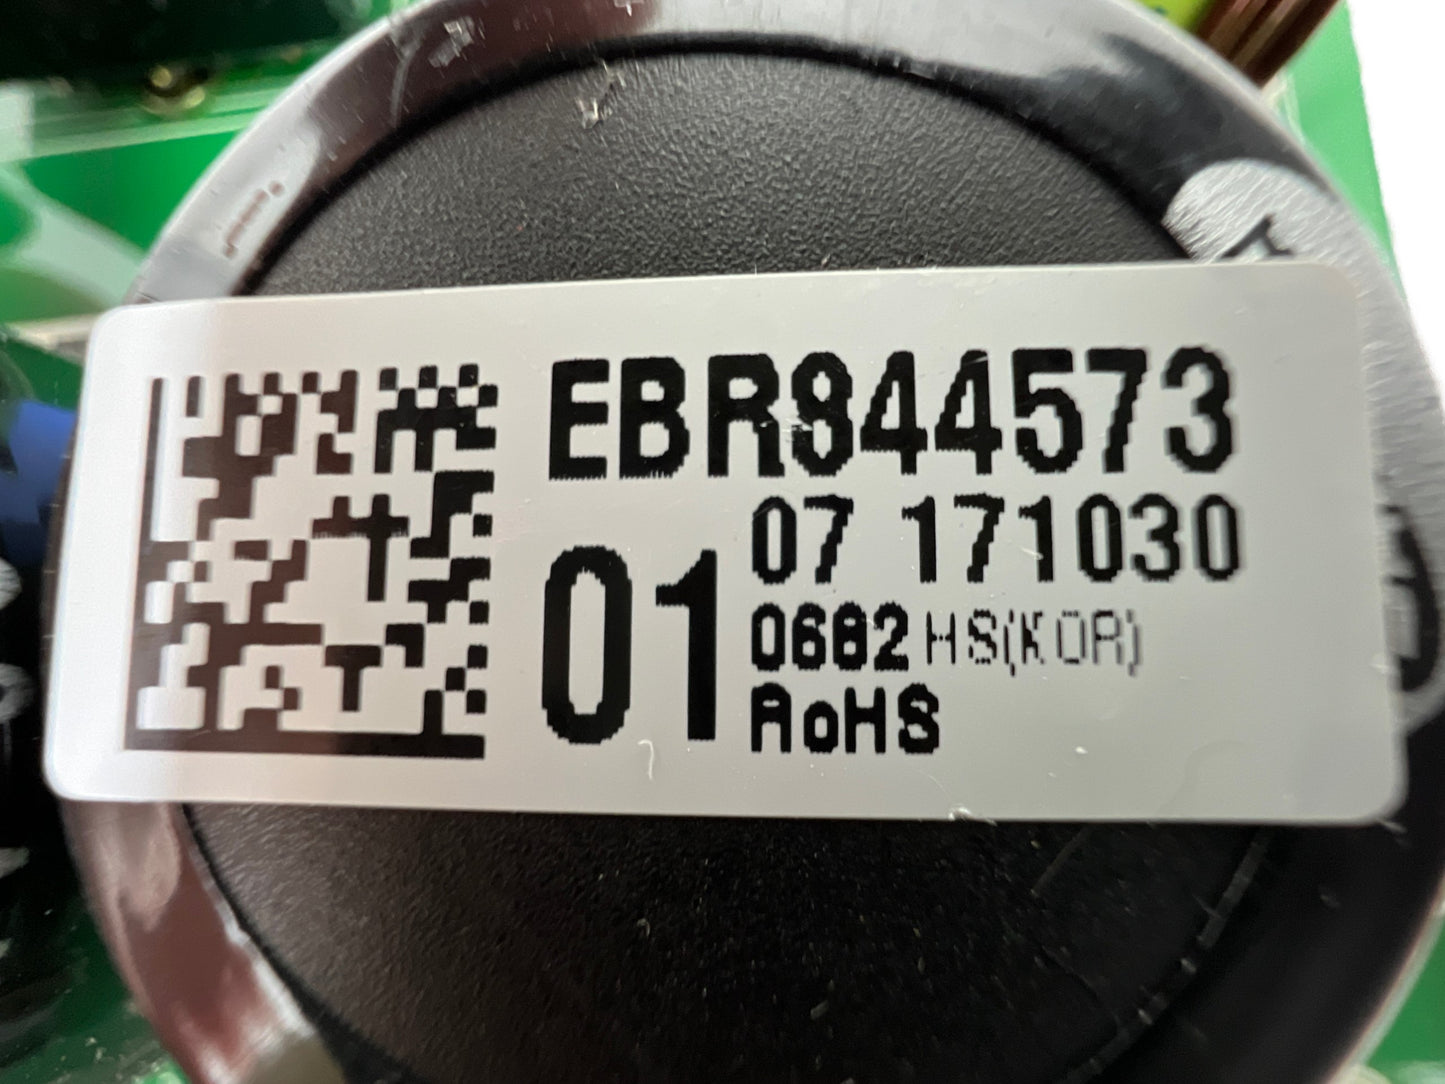 EBR844573
07 171030
01
0682 HS(KOR)
RoHS